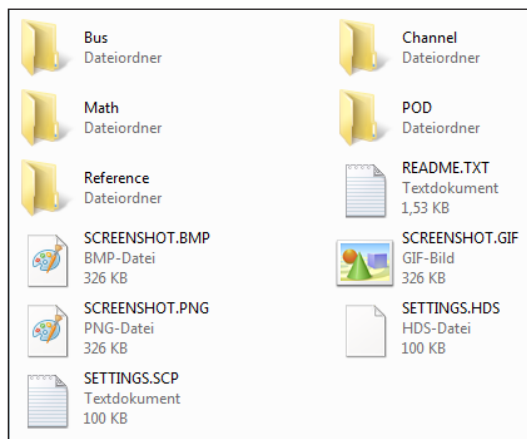 Bus
Dateiordner
Channel
Dateiordner
Math
Dateiordner
POD
Dateiordner
Reference
Dateiordner
README.TXT
Textdokument
1,53 KB
SCREENSHOT.BMP
BMP-Datei
326 KB
SCREENSHOT.GIF
GIF-Bild
326 KB
SCREENSHOT.PNG
PNG-Datei
326 KB
SETTINGS.HDS
HDS-Datei
100 KB
SETTINGS.SCP
Textdokument
100 KB